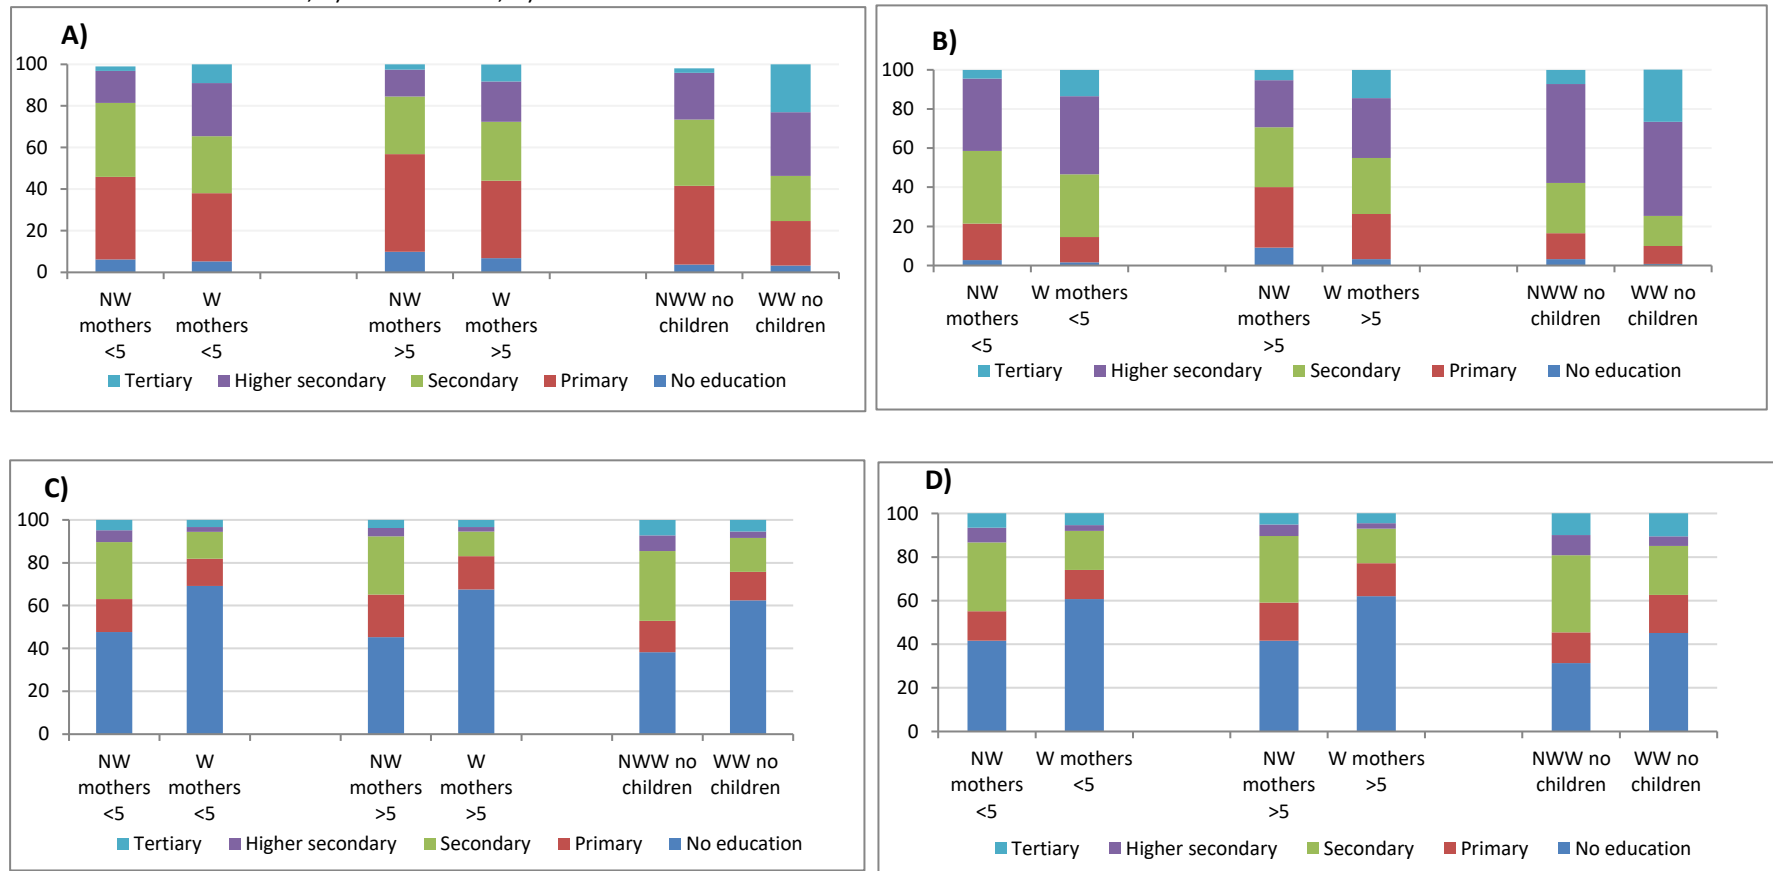 A)
100
80
60
40
20
0
NW mothers <5
W mothers <5
NW mothers >5
W mothers >5
NWW no children
WW no children
Tertiary Higher secondary Secondary Primary No education
B)
100
80
60
40
20
0
NW mothers <5
W mothers <5
NW mothers >5
W mothers >5
NWW no children
WW no children
Tertiary Higher secondary Secondary Primary No education
C)
100
80
60
40
20
0
NW mothers <5
W mothers <5
NW mothers >5
W mothers >5
NWW no children
WW no children
Tertiary Higher secondary Secondary Primary No education
D)
100
80
60
40
20
0
NW mothers <5
W mothers <5
NW mothers >5
W mothers >5
NWW no children
WW no children
Tertiary Higher secondary Secondary Primary No education